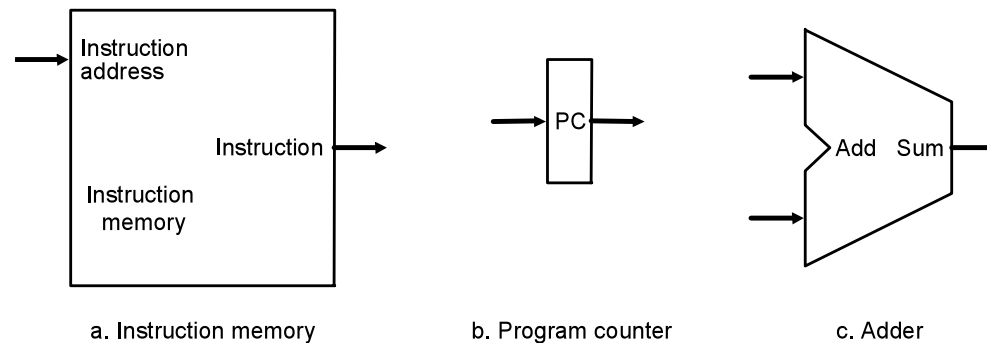 Instruction
address
Instruction
Instruction
memory
PC
Add Sum
a. Instruction memory
b. Program counter
c. Adder